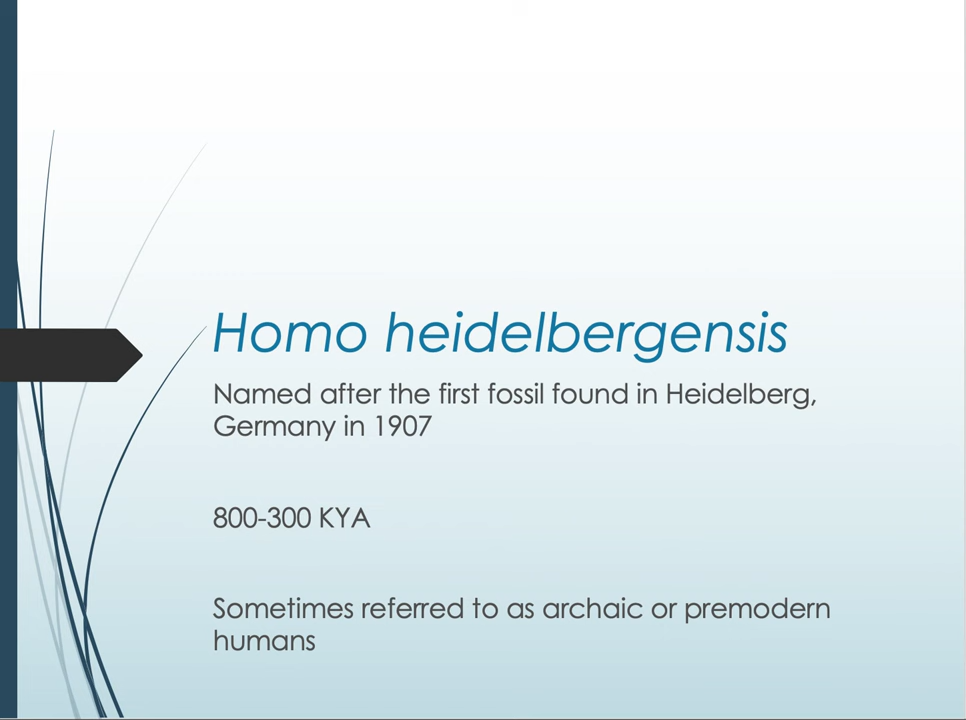 Homo heidelbergensis
Named after the first fossil found in Heidelberg,
Germany in 1907
800-300 KYA
Sometimes referred to as archaic or premodern
humans